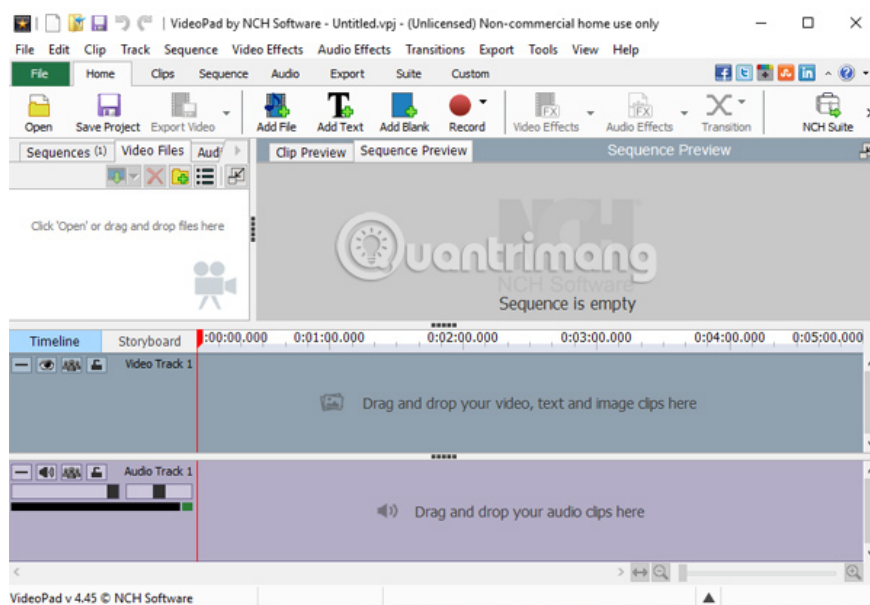 VideoPad by NCH Software - Untitled.vpj - (Unlicensed) Non-commercial home use only
File Edit Clip Track Sequence Video Effects Audio Effects Transitions Export Tools View Help
File Home Clips Sequence Audio Export Suite Custom
Open Save Project Export Video Add File Add Text Add Blank Record Video Effects Audio Effects Transition NCH Suite
Sequences (1) Video Files Clip Preview Sequence Preview Sequence Preview
Click 'Open' or drag and drop files here
NCH
Quantrimang
NCH Software
Sequence is empty
Timeline Storyboard :00:00.000 0:01:00.000 0:02:00.000 0:03:00.000 0:04:00.000 0:05:00.000
Video Track 1
Drag and drop your video, text and image clips here
Audio Track 1
Drag and drop your audio clips here
VideoPad v 4.45 © NCH Software